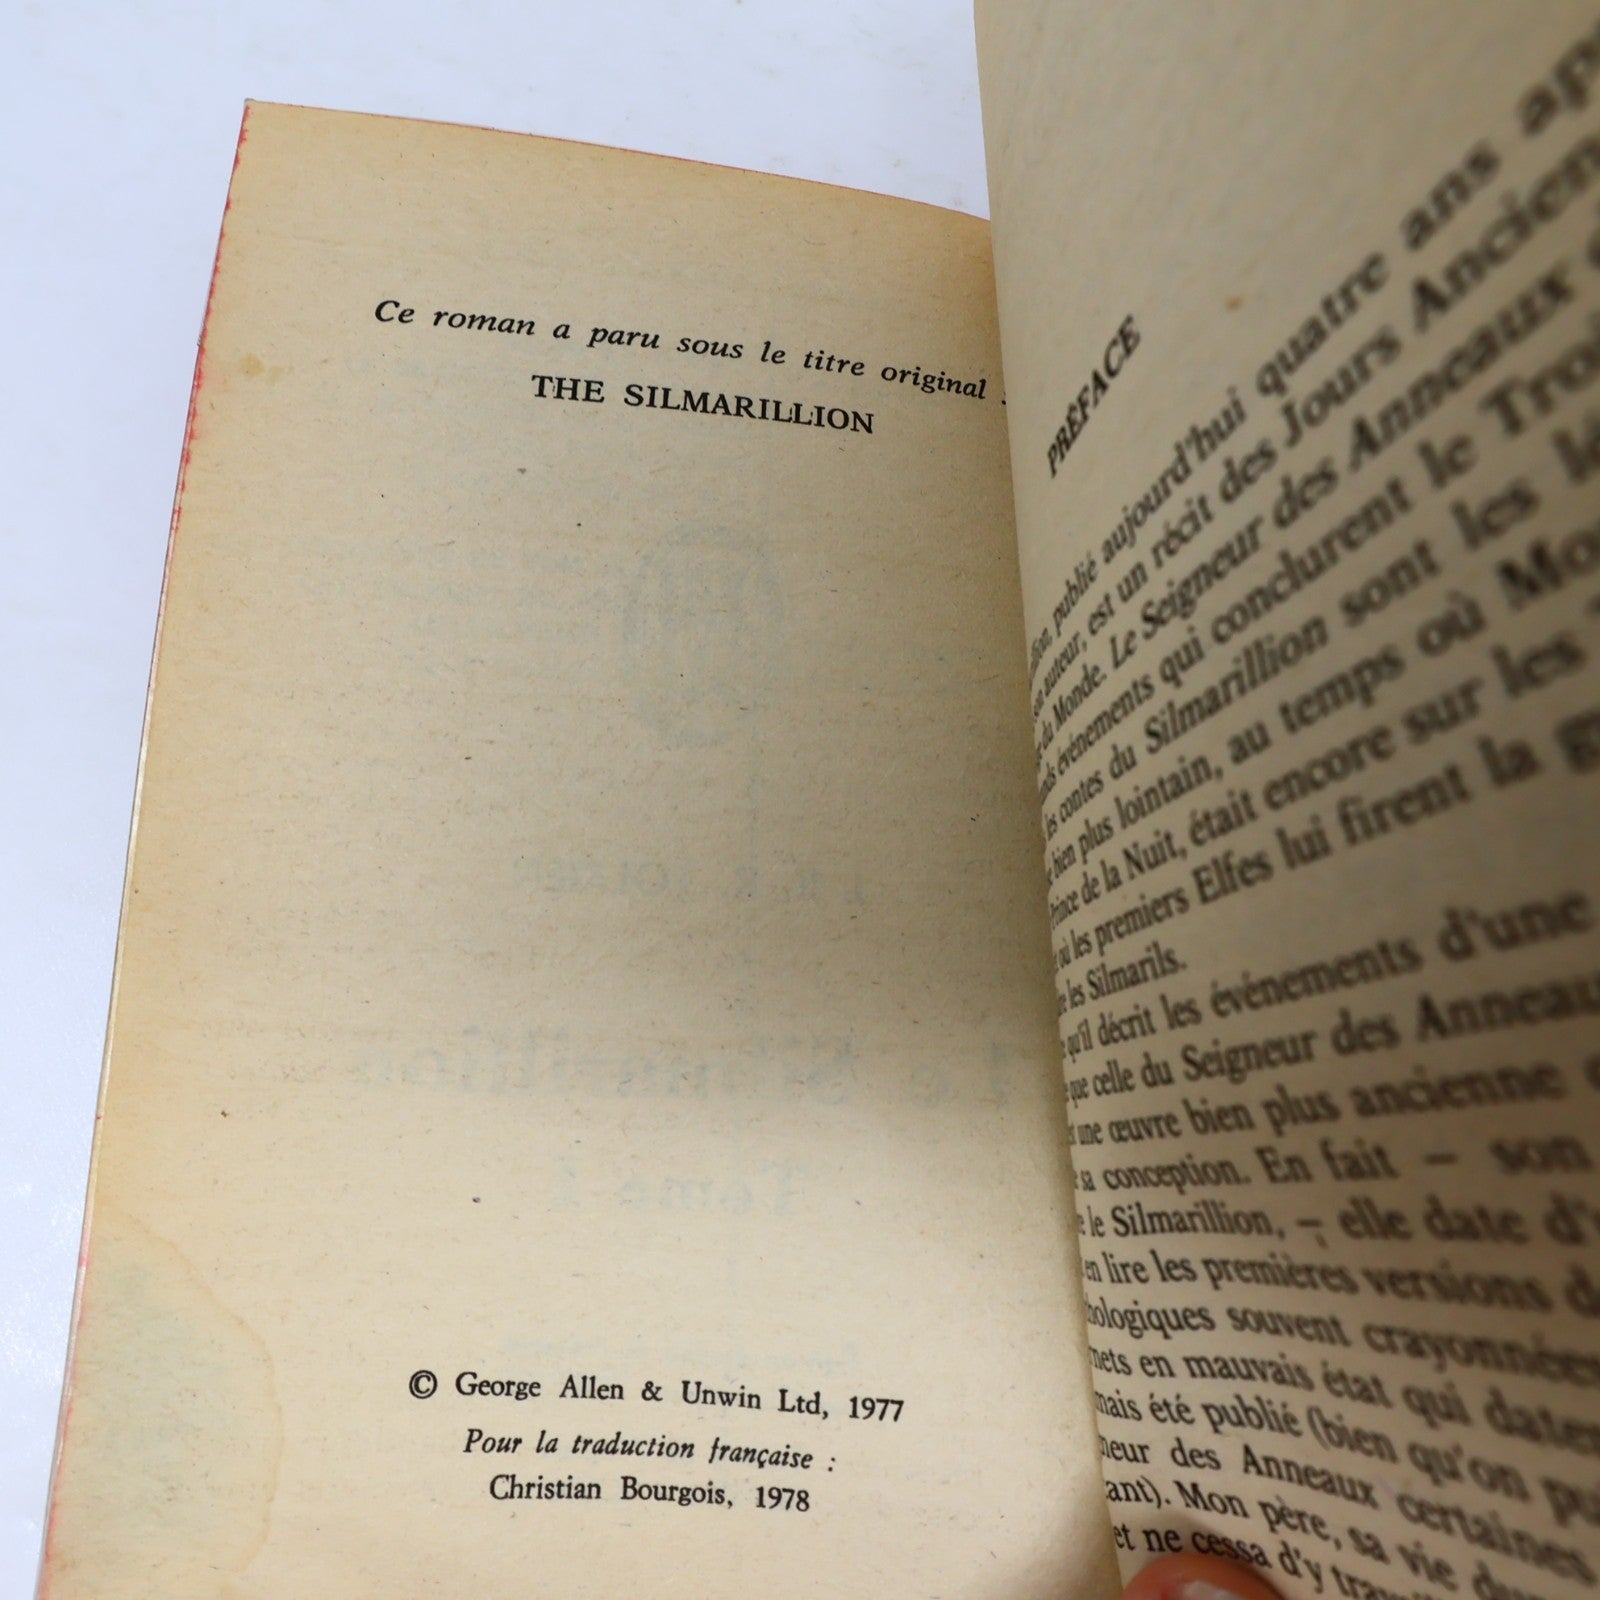 Ce roman a paru sous le titre original :
THE SILMARILLION
© George Allen & Unwin Ltd, 1977
Pour la traduction française :
Christian Bourgois, 1978
PRÉFACE
publié aujourd'hui quatre ans
auteur, est un récit des Jours Anciens
du Monde. Le Seigneur des Anneaux
événements qui conclurent le
les contes du Silmarillion sont les
bien plus lointain, au temps où
Prince de la Nuit, était encore sur les
où les premiers Elfes lui firent la
les Silmarils.
qu'il décrit les événements d'une
que celle du Seigneur des Anneaux
une œuvre bien plus ancienne
sa conception. En fait — son
le Silmarillion, — elle date
en lire les premières versions
souvent crayonnées
en mauvais état qui
été publié (bien qu'on
des Anneaux certaines
Mon père, sa vie
et ne cessa d'y